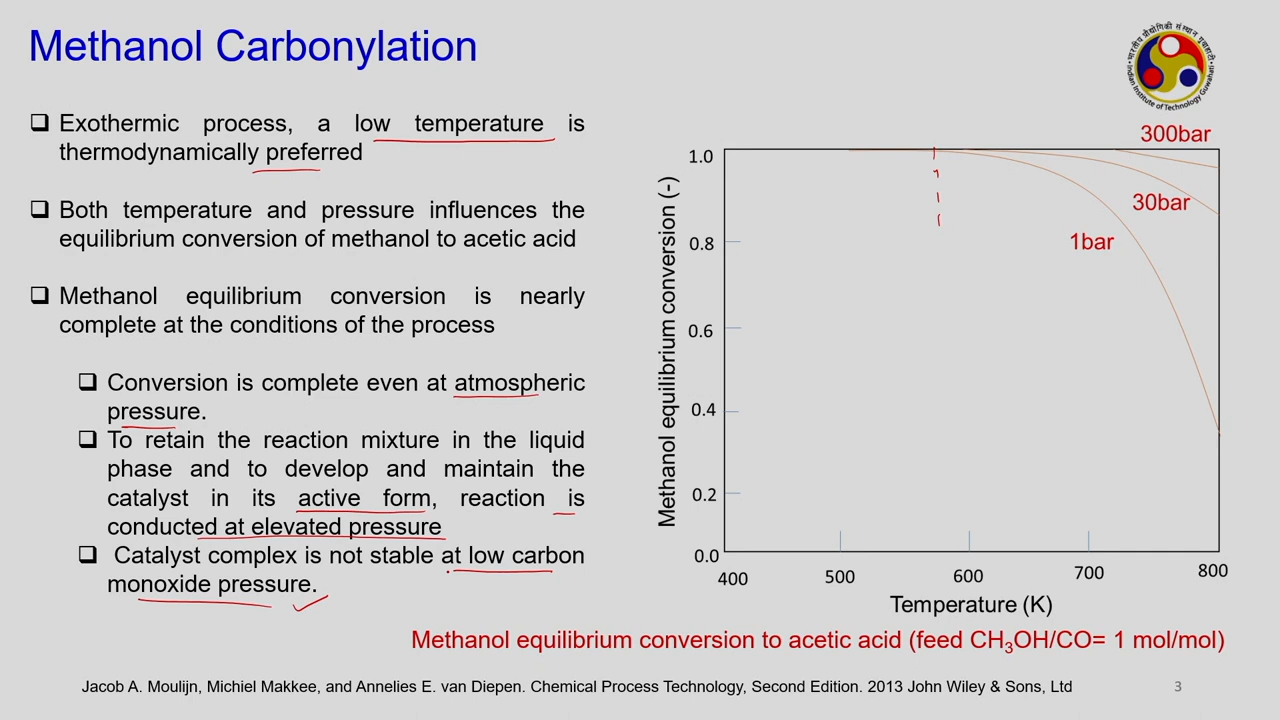 Methanol Carbonylation
❑ Exothermic process, a low temperature is
thermodynamically preferred
❑ Both temperature and pressure influences the
equilibrium conversion of methanol to acetic acid
❑ Methanol equilibrium conversion is nearly
complete at the conditions of the process
❑ Conversion is complete even at atmospheric
pressure.
❑ To retain the reaction mixture in the liquid
phase and to develop and maintain the
catalyst in its active form, reaction is
conducted at elevated pressure
❑ Catalyst complex is not stable at low carbon
monoxide pressure.
भारतीय प्रौद्योगिकी संस्थान गुवाहाटी
Indian Institute of Technology Guwahati
300bar
30bar
1bar
Methanol equilibrium conversion (-)
1.0
0.8
0.6
0.4
0.2
0.0
400 500 600 700 800
Temperature (K)
Methanol equilibrium conversion to acetic acid (feed CH₃OH/CO= 1 mol/mol)
Jacob A. Moulijn, Michiel Makkee, and Annelies E. van Diepen. Chemical Process Technology, Second Edition. 2013 John Wiley & Sons, Ltd
3